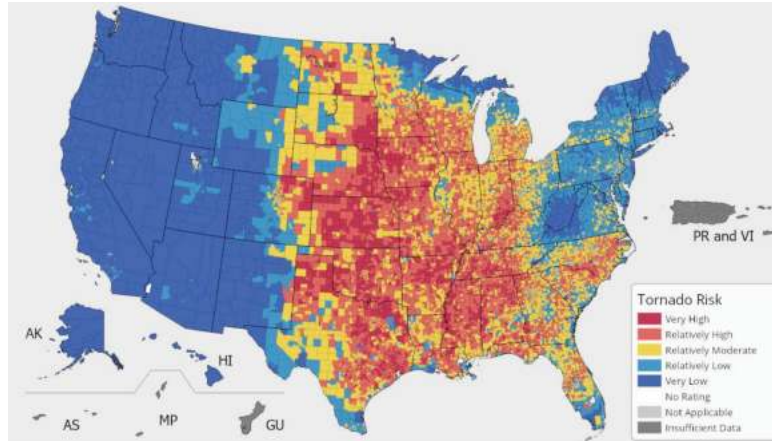 PR and VI
AK
HI
AS
MP
GU
Tornado Risk
Very High
Relatively High
Relatively Moderate
Relatively Low
Very Low
No Rating
Not Applicable
Insufficient Data